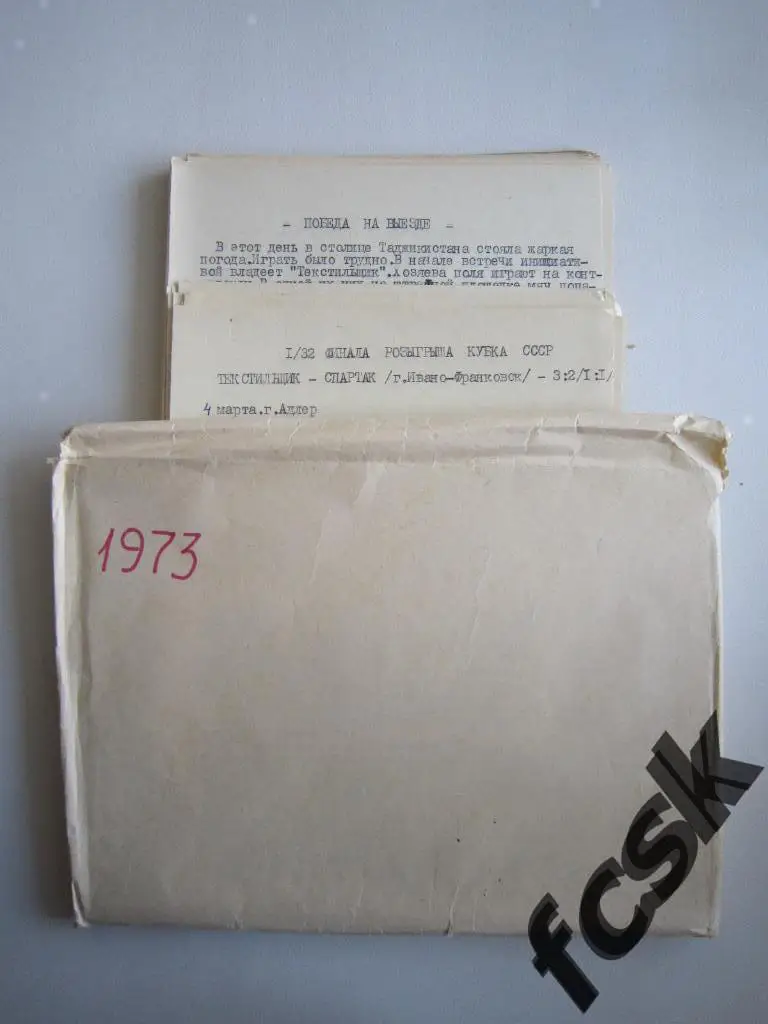 - ПОБЕДА НА ВЫЕЗДЕ -
В этот день в столице Таджикистана стояла жаркая
погода.Играть было трудно.В начале встречи инициати-
вой владеет "Текстильщик".Хозяева поля играют на конт-
I/32 ФИНАЛА РОЗЫГРЫША КУБКА СССР
ТЕКСТИЛЬЩИК - СПАРТАК /г.Ивано-Франковск/ - 3:2/I:I/
4 марта.г.Адлер
1973
fcsk